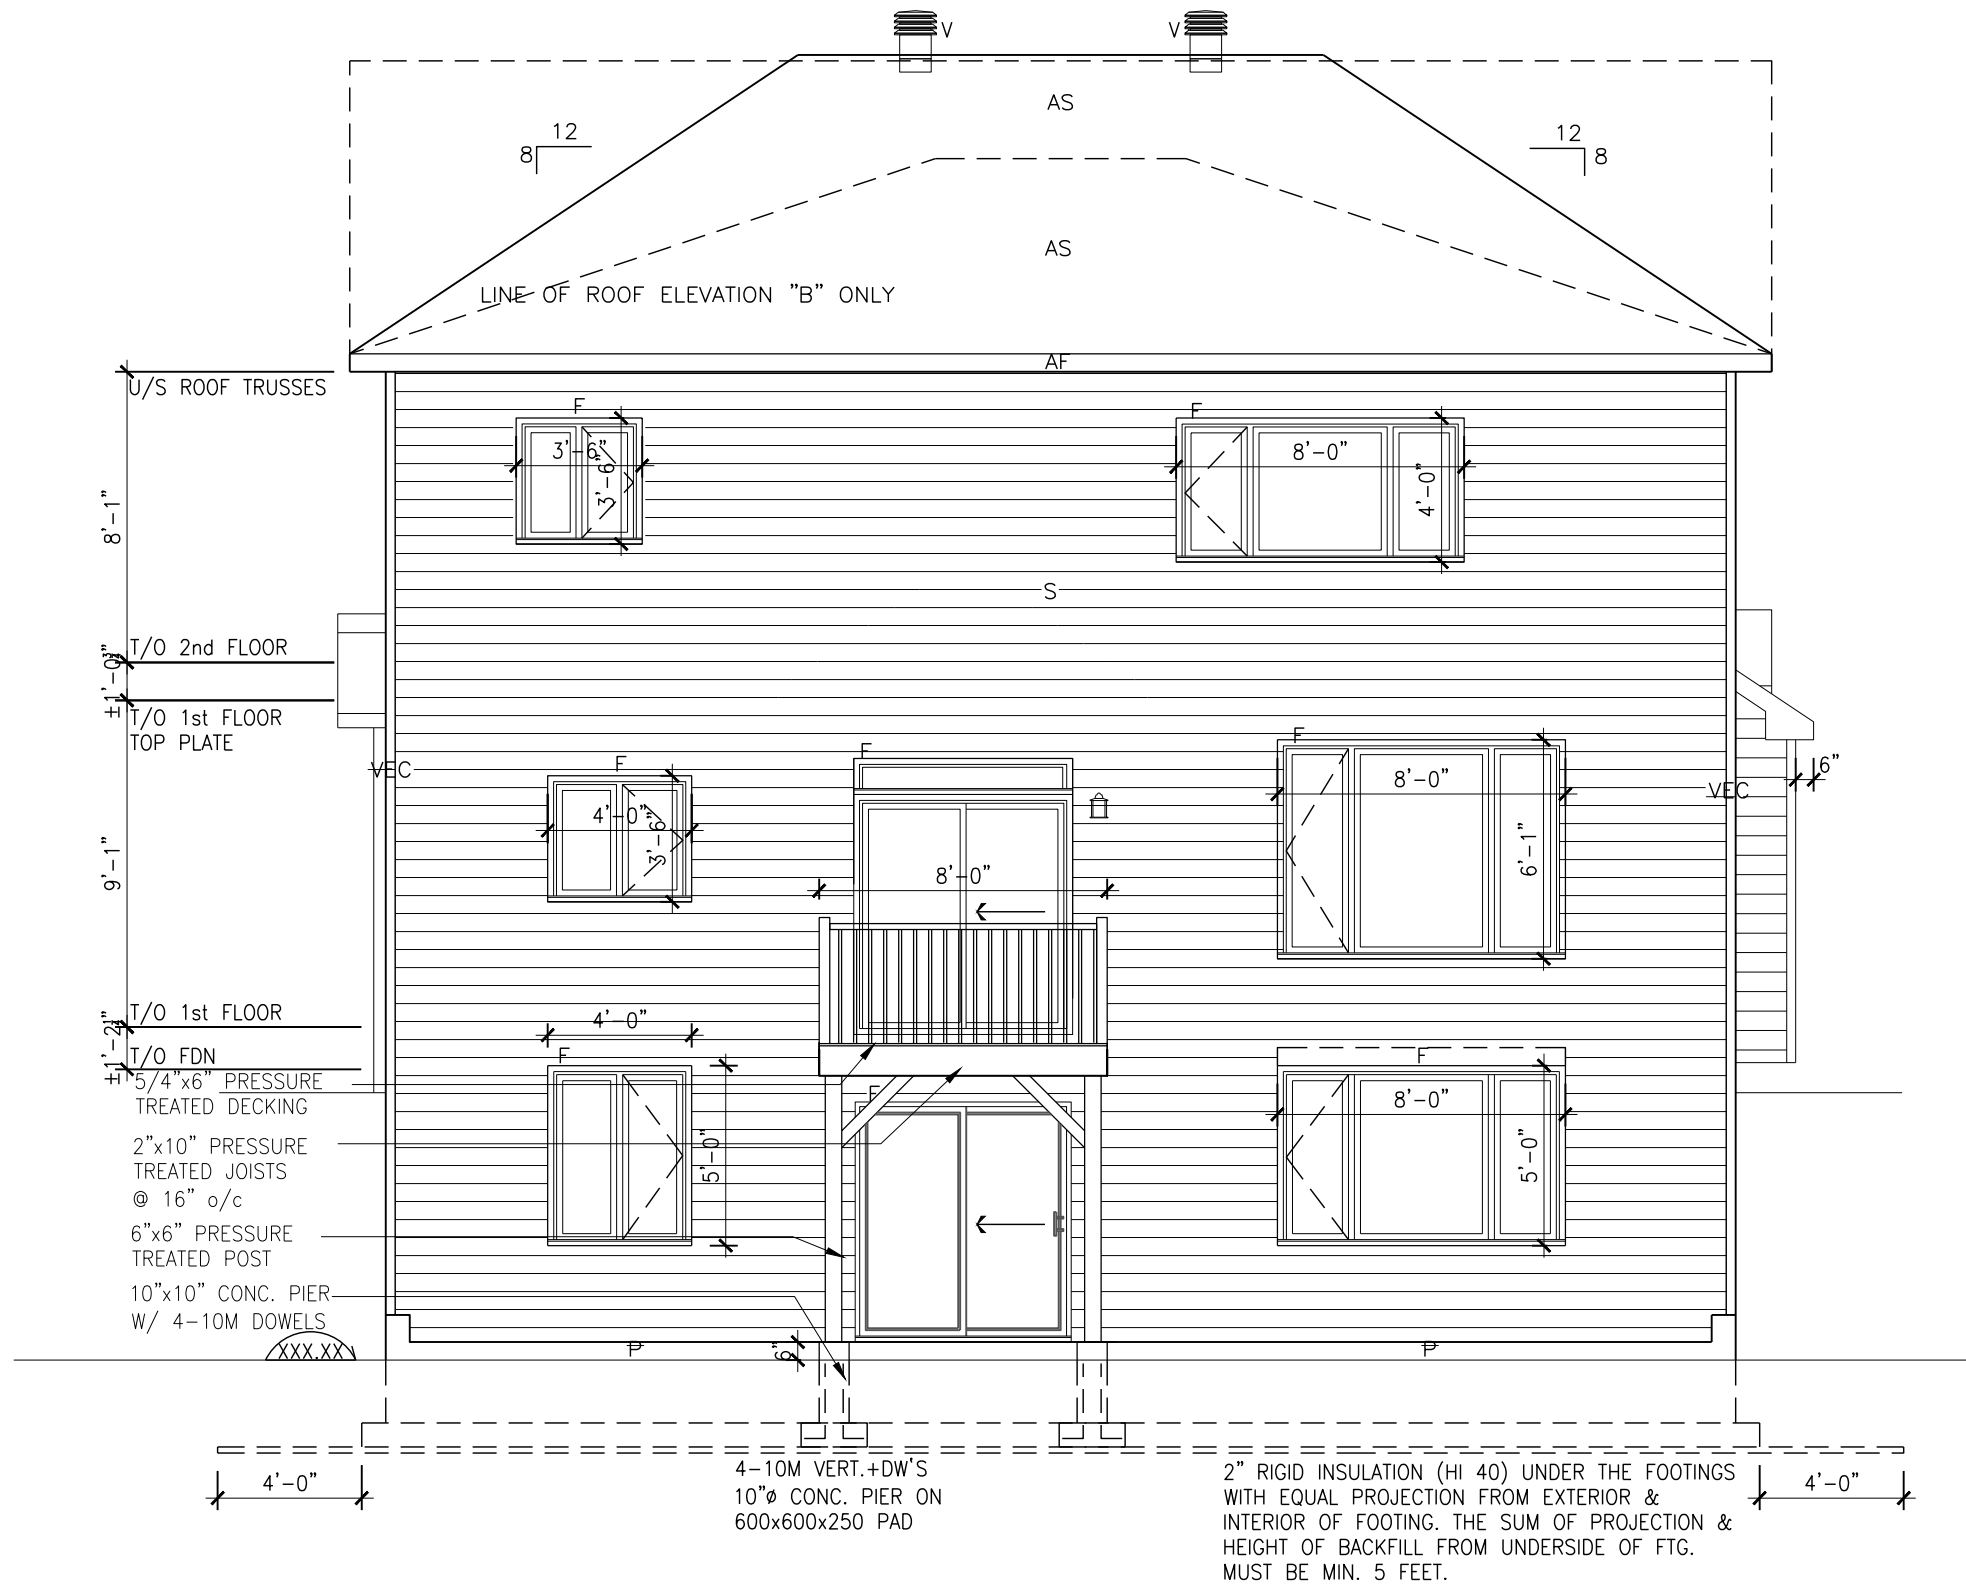 V
V
AS
12
8
12
8
AS
LINE OF ROOF ELEVATION "B" ONLY
AF
U/S ROOF TRUSSES
F
3'-6"
3'-6"
F
8'-0"
4'-0"
8'-1"
S
T/O 2nd FLOOR
±1'-0¾"
T/O 1st FLOOR
TOP PLATE
VEC
F
4'-0"
3'-6"
F
8'-0"
F
8'-0"
6'-1"
VEC
6"
9'-1"
T/O 1st FLOOR
T/O FDN
4'-0"
F
5'-0"
F
F
8'-0"
5'-0"
5/4"x6" PRESSURE
TREATED DECKING
2"x10" PRESSURE
TREATED JOISTS
@ 16" o/c
6"x6" PRESSURE
TREATED POST
10"x10" CONC. PIER
W/ 4-10M DOWELS
XXX.XX
P
6"
P
4'-0"
4-10M VERT.+DW'S
10"ø CONC. PIER ON
600x600x250 PAD
2" RIGID INSULATION (HI 40) UNDER THE FOOTINGS
WITH EQUAL PROJECTION FROM EXTERIOR &
INTERIOR OF FOOTING. THE SUM OF PROJECTION &
HEIGHT OF BACKFILL FROM UNDERSIDE OF FTG.
MUST BE MIN. 5 FEET.
4'-0"